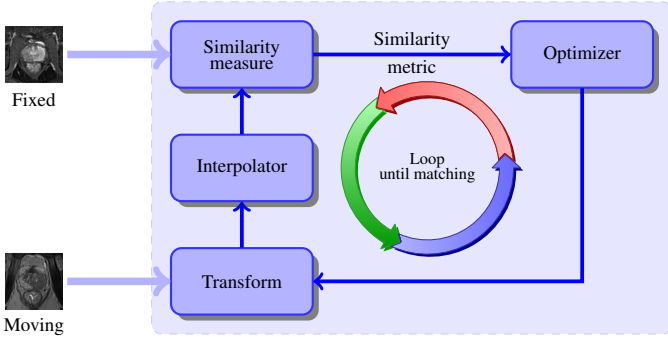 Similarity
measure
Similarity
metric
Optimizer
Fixed
Interpolator
Loop
until matching
Transform
Moving